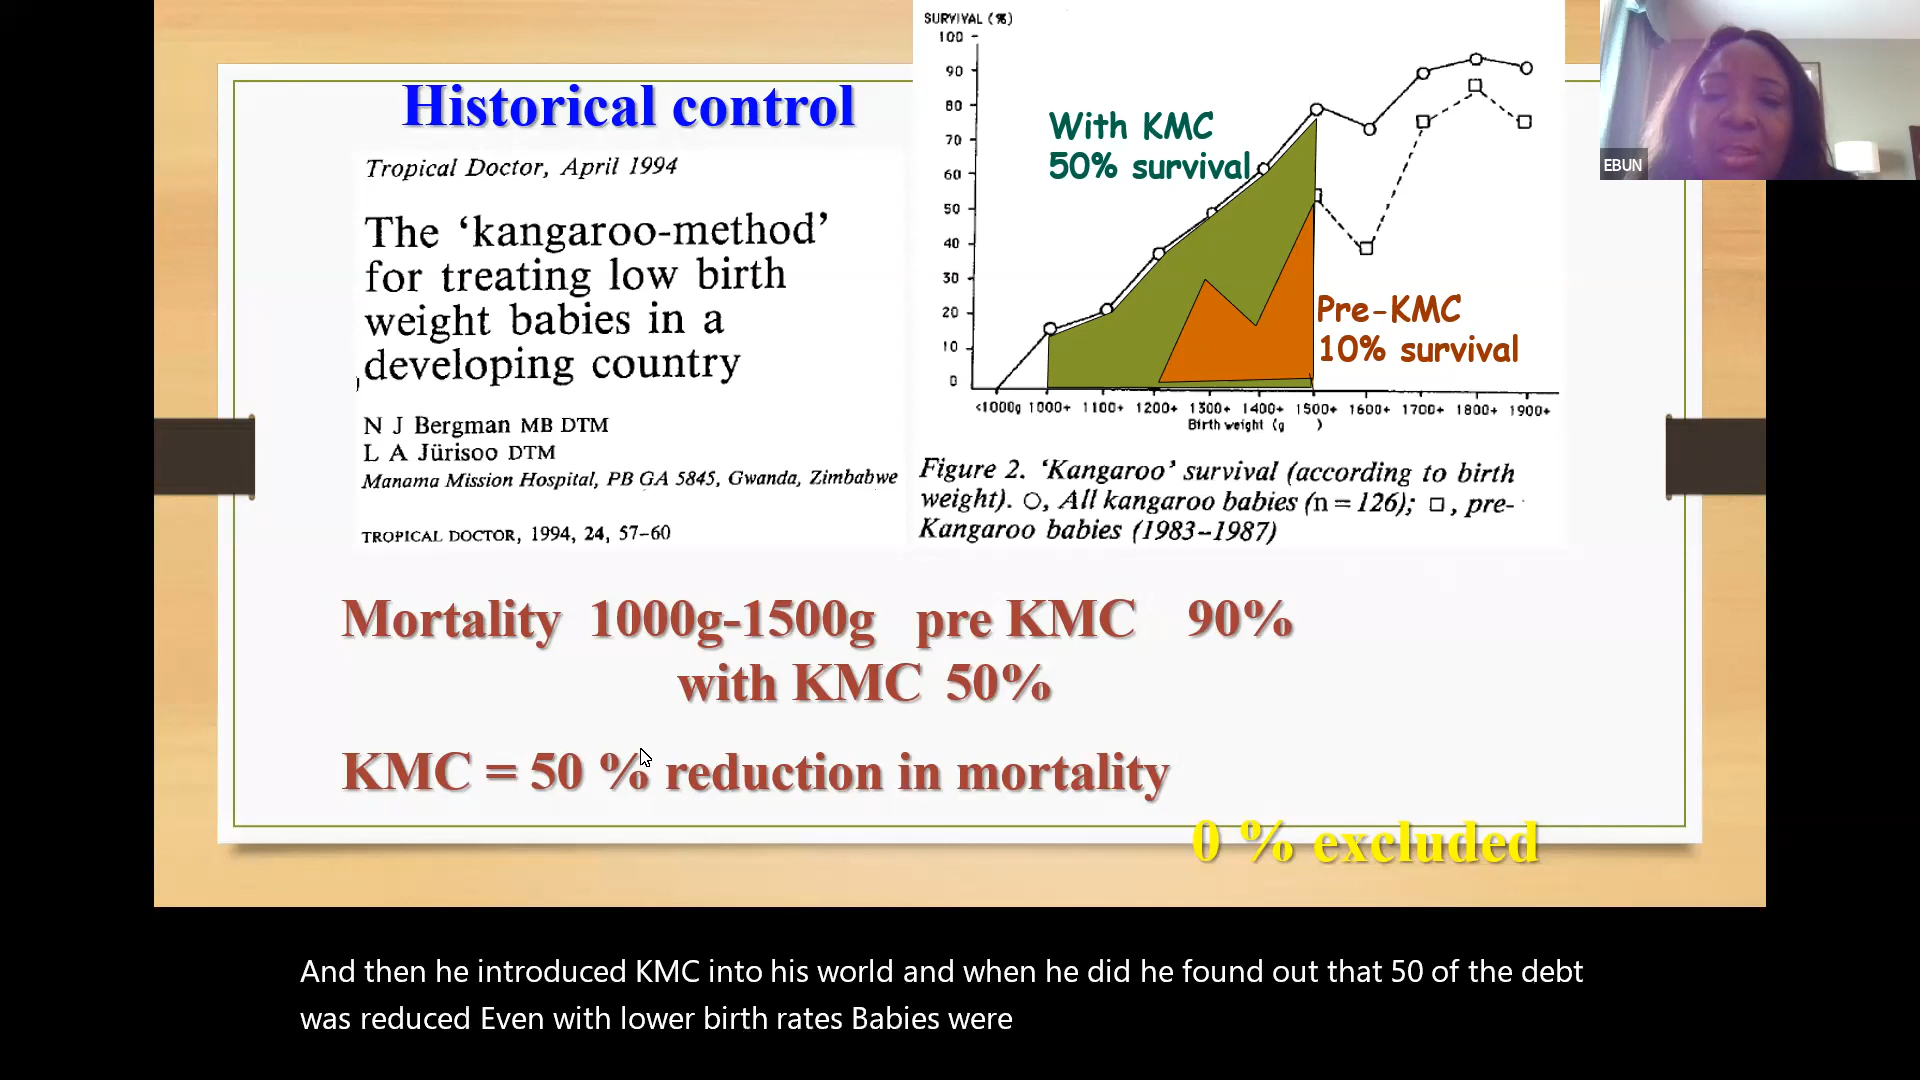 Historical control
Tropical Doctor, April 1994
The ‘kangaroo-method’
for treating low birth
weight babies in a
developing country
N J Bergman MB DTM
L A Jürisoo DTM
Manama Mission Hospital, PB GA 5845, Gwanda, Zimbabwe
TROPICAL DOCTOR, 1994, 24, 57–60
SURVIVAL (%)
100
90
80
70
60
50
40
30
20
10
0
With KMC
50% survival
Pre-KMC
10% survival
<1000g 1000+ 1100+ 1200+ 1300+ 1400+ 1500+ 1600+ 1700+ 1800+ 1900+
Birth weight (g )
Figure 2. ‘Kangaroo’ survival (according to birth
weight). ○, All kangaroo babies (n = 126); □, pre-
Kangaroo babies (1983–1987)
EBUN
Mortality 1000g-1500g pre KMC 90%
with KMC 50%
KMC = 50 % reduction in mortality
0 % excluded
And then he introduced KMC into his world and when he did he found out that 50 of the debt
was reduced Even with lower birth rates Babies were